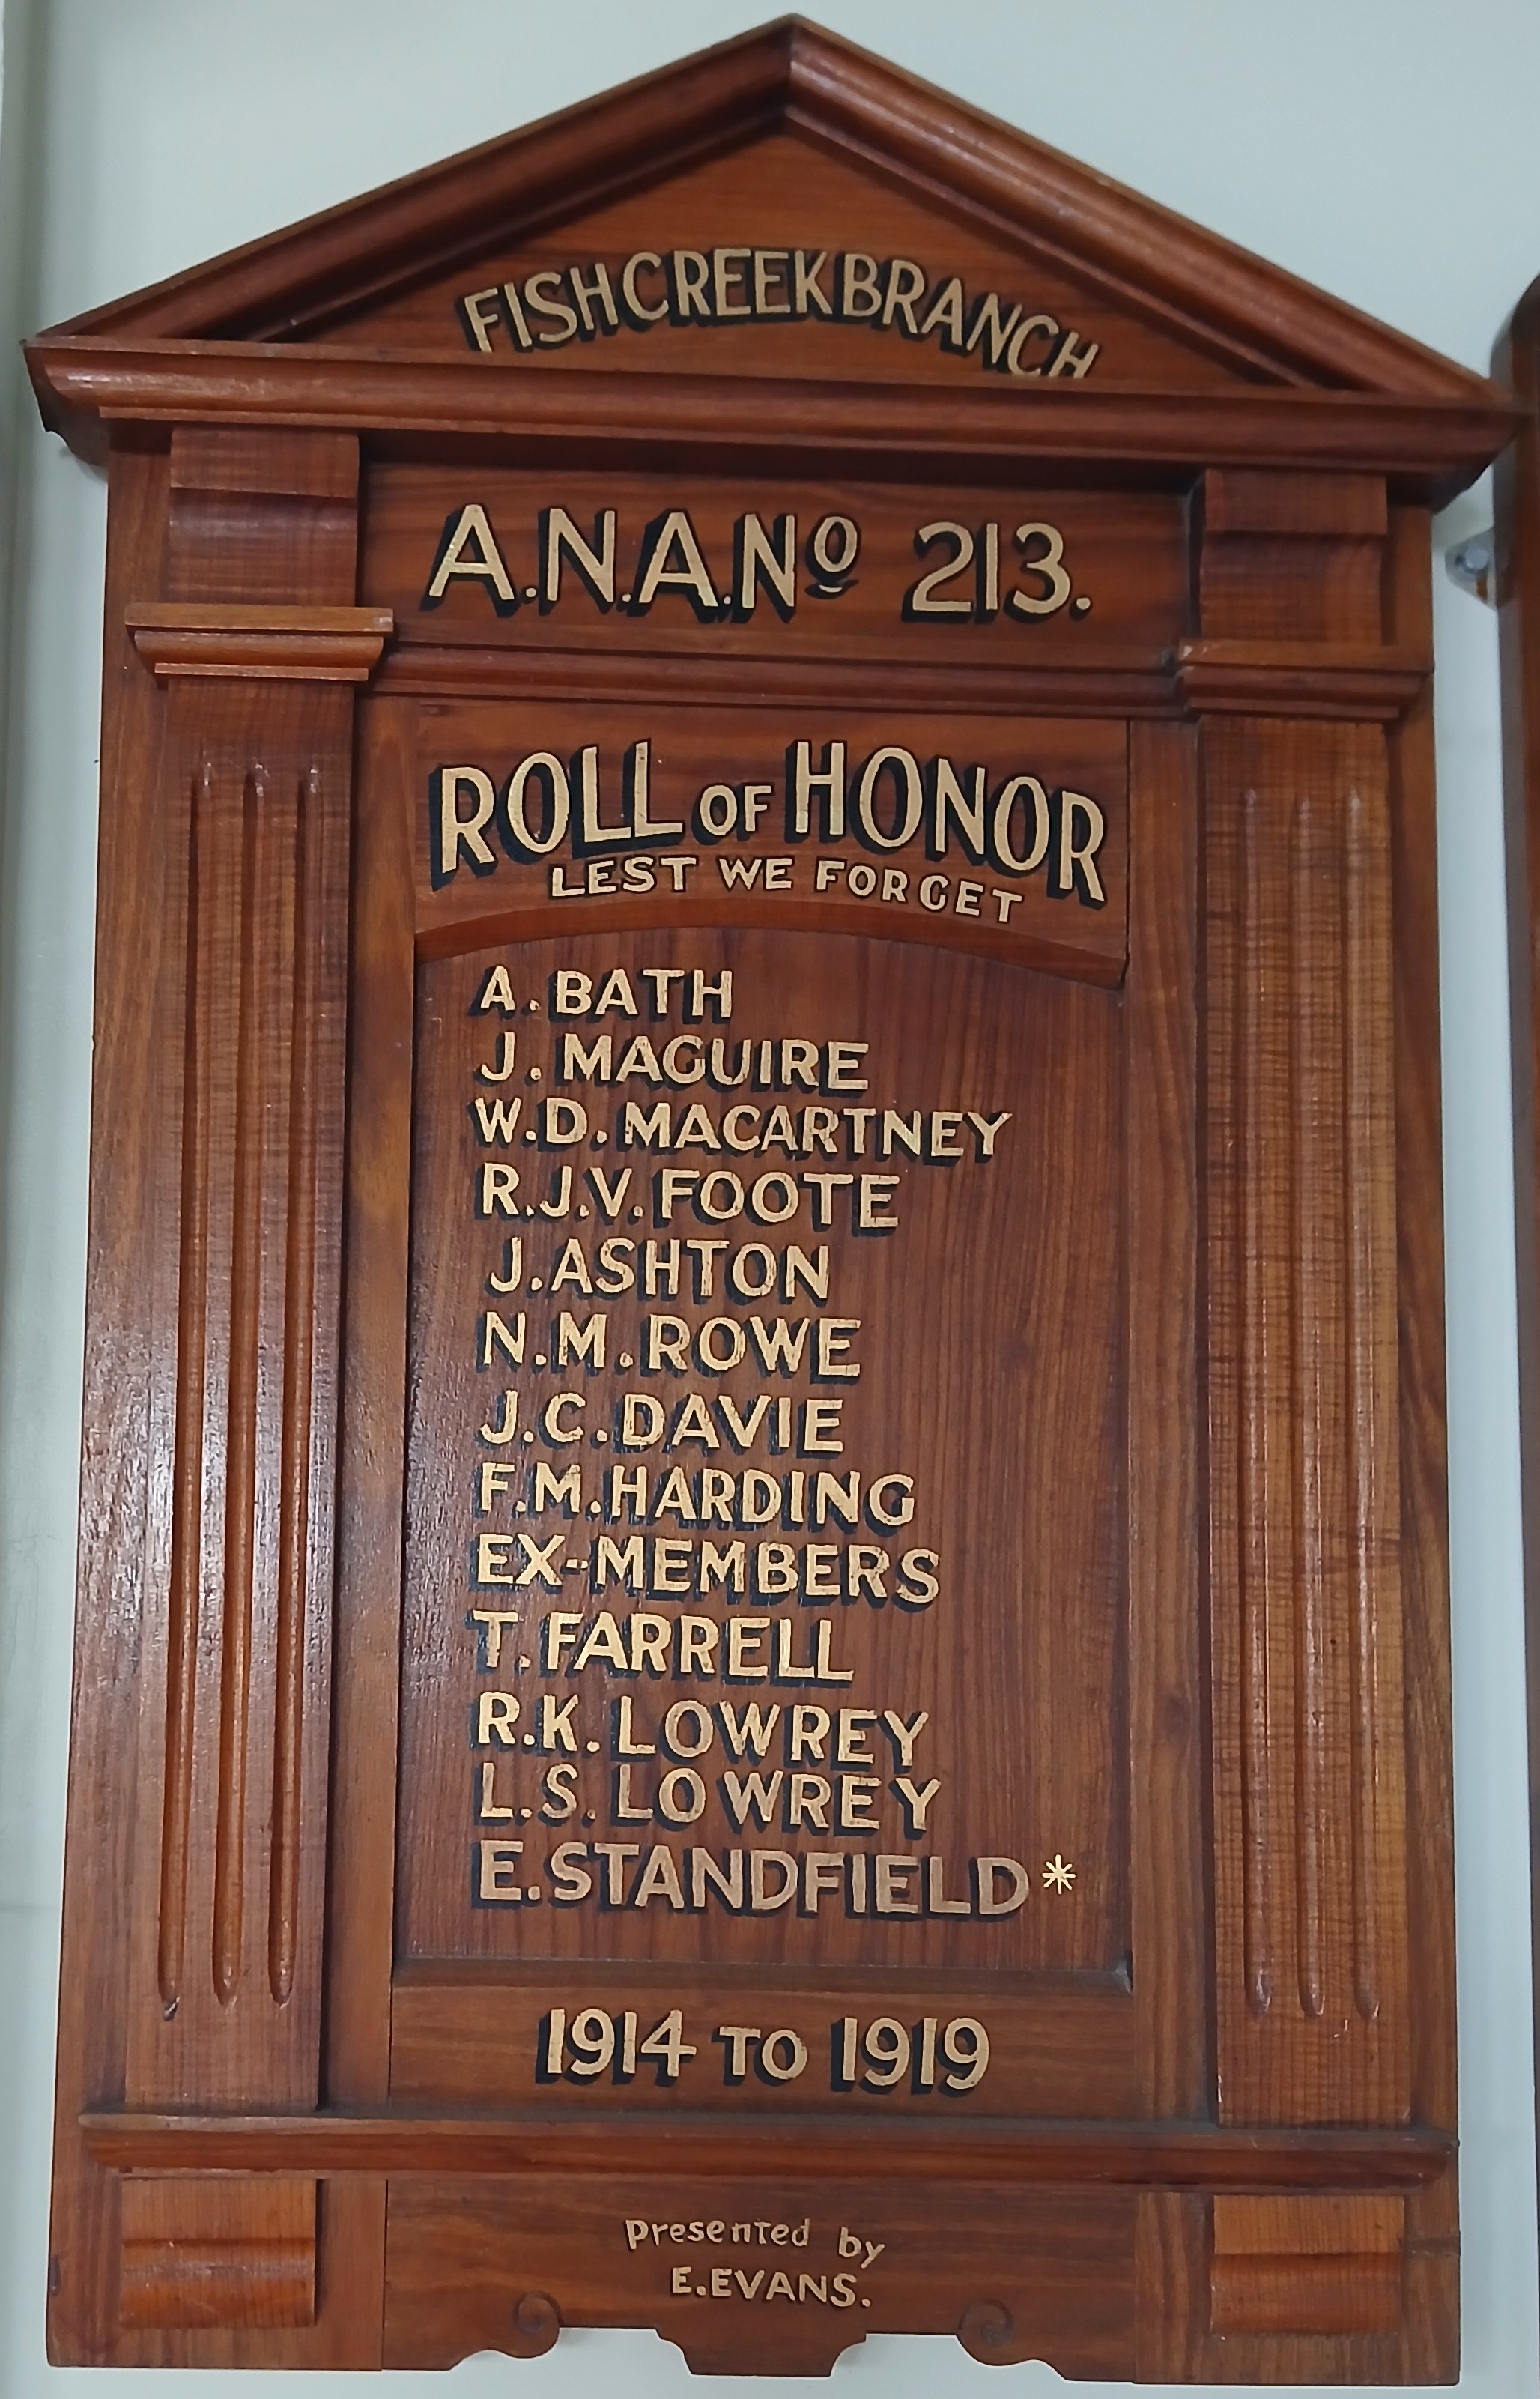 FISH CREEK BRANCH
A.N.A. Nº 213.
ROLL OF HONOR
LEST WE FORGET
A. BATH
J. MAGUIRE
W.D. MACARTNEY
R.J.V. FOOTE
J. ASHTON
N.M. ROWE
J.C. DAVIE
F.M. HARDING
EX-MEMBERS
T. FARRELL
R.K. LOWREY
L.S. LOWREY
E. STANDFIELD *
1914 TO 1919
Presented by
E. EVANS.